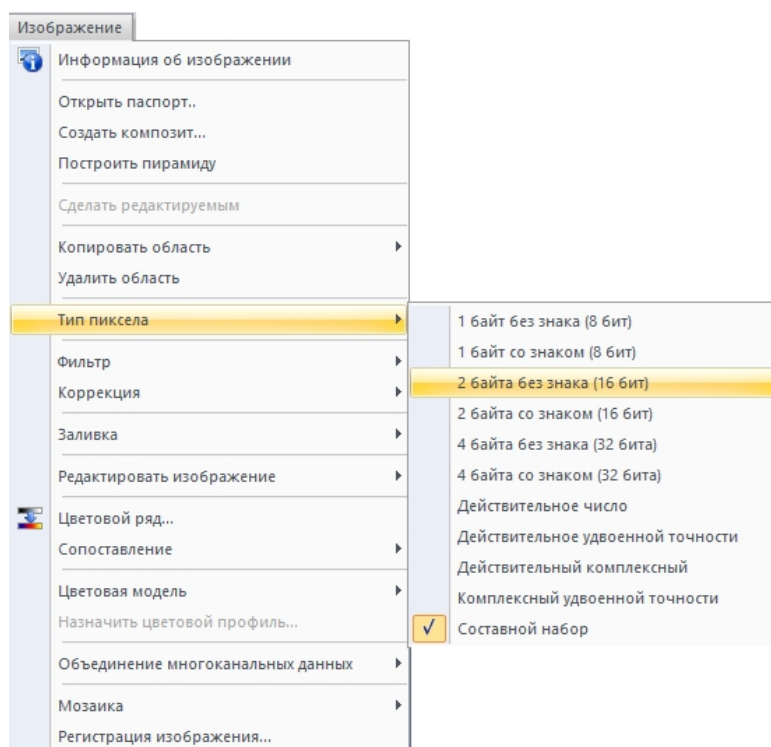 Изображение
Информация об изображении
Открыть паспорт..
Создать композит...
Построить пирамиду
Сделать редактируемым
Копировать область
Удалить область
Тип пиксела
Фильтр
Коррекция
Заливка
Редактировать изображение
Цветовой ряд...
Сопоставление
Цветовая модель
Назначить цветовой профиль...
Объединение многоканальных данных
Мозаика
Регистрация изображения...
1 байт без знака (8 бит)
1 байт со знаком (8 бит)
2 байта без знака (16 бит)
2 байта со знаком (16 бит)
4 байта без знака (32 бита)
4 байта со знаком (32 бита)
Действительное число
Действительное удвоенной точности
Действительный комплексный
Комплексный удвоенной точности
Составной набор